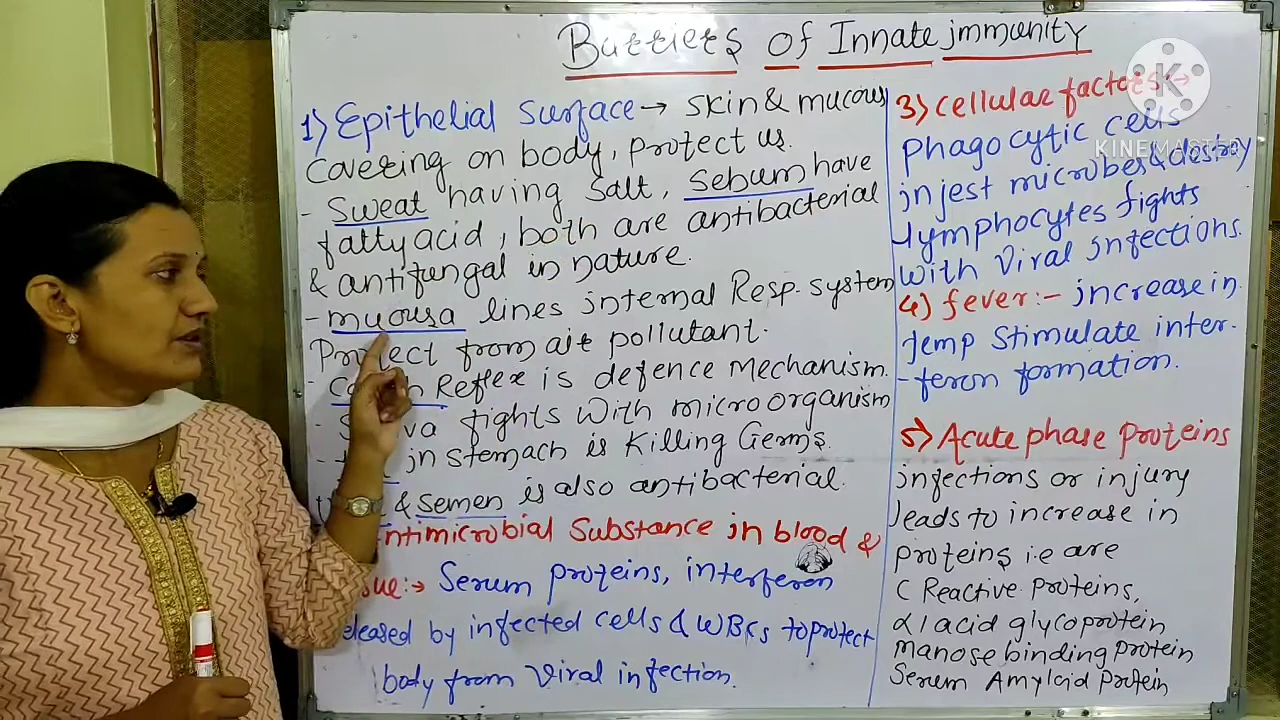 Barriers of Innate immunity
1) Epithelial Surface → skin & mucous
Covering on body, protect us.
- Sweat having salt, Sebum have
fatty acid, both are antibacterial
& antifungal in nature.
- muousa lines internal Resp. system
Protect from air pollutant.
- Reflex is defence Mechanism.
- fights with microorganism
- in stomach is Killing Germs.
& Semen is also antibacterial.
ntimicrobial Substance in blood &
sue:→ Serum proteins, interferon
eleased by infected cells & WBCs to protect
body from Viral infection.
3) Cellular factors:→
Phagocytic cells
injest microbes & destroy
lymphocytes fights
with Viral infections.
4) fever:- increase in
temp Stimulate inter.
-feron formation.
5) Acute phase Proteins
infections or injury
leads to increase in
proteins i.e are
C Reactive Proteins,
α1 acid glycoprotein
manose binding protein
Serum Amyloid Protein
K
KINEMASTER